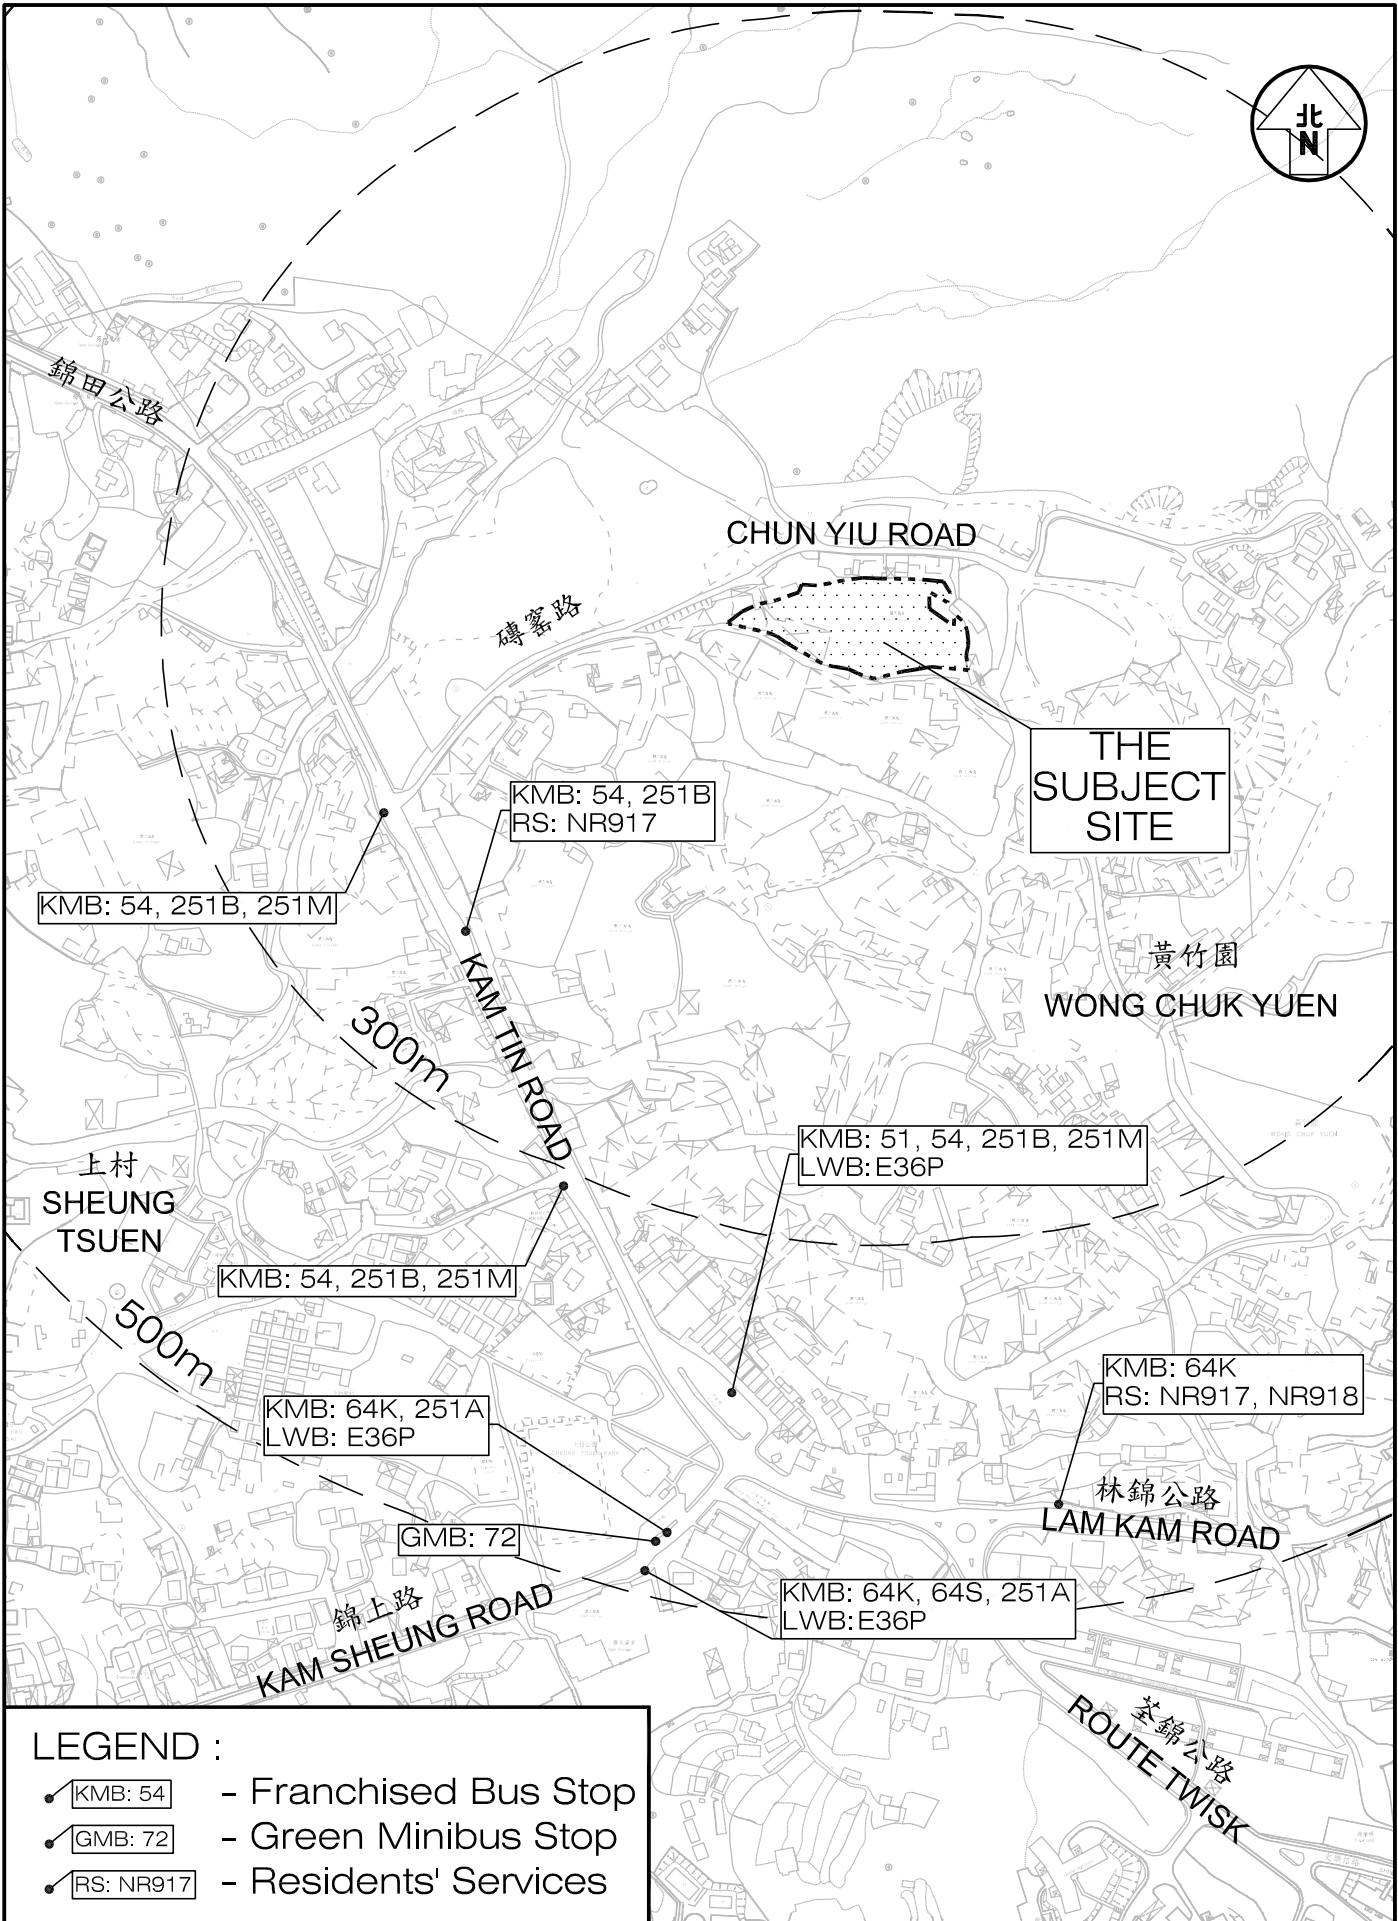 北
N
錦田公路
CHUN YIU ROAD
磚窰路
THE
SUBJECT
SITE
KMB: 54, 251B
RS: NR917
KMB: 54, 251B, 251M
黃竹園
WONG CHUK YUEN
300m
KAM TIN ROAD
KMB: 51, 54, 251B, 251M
LWB: E36P
WONG CHUK YUEN
上村
SHEUNG
TSUEN
KMB: 54, 251B, 251M
500m
KMB: 64K
RS: NR917, NR918
KMB: 64K, 251A
LWB: E36P
林錦公路
LAM KAM ROAD
GMB: 72
KMB: 64K, 64S, 251A
LWB: E36P
錦上路
KAM SHEUNG ROAD
荃錦公路
ROUTE TWISK
LEGEND :
KMB: 54 - Franchised Bus Stop
GMB: 72 - Green Minibus Stop
RS: NR917 - Residents' Services